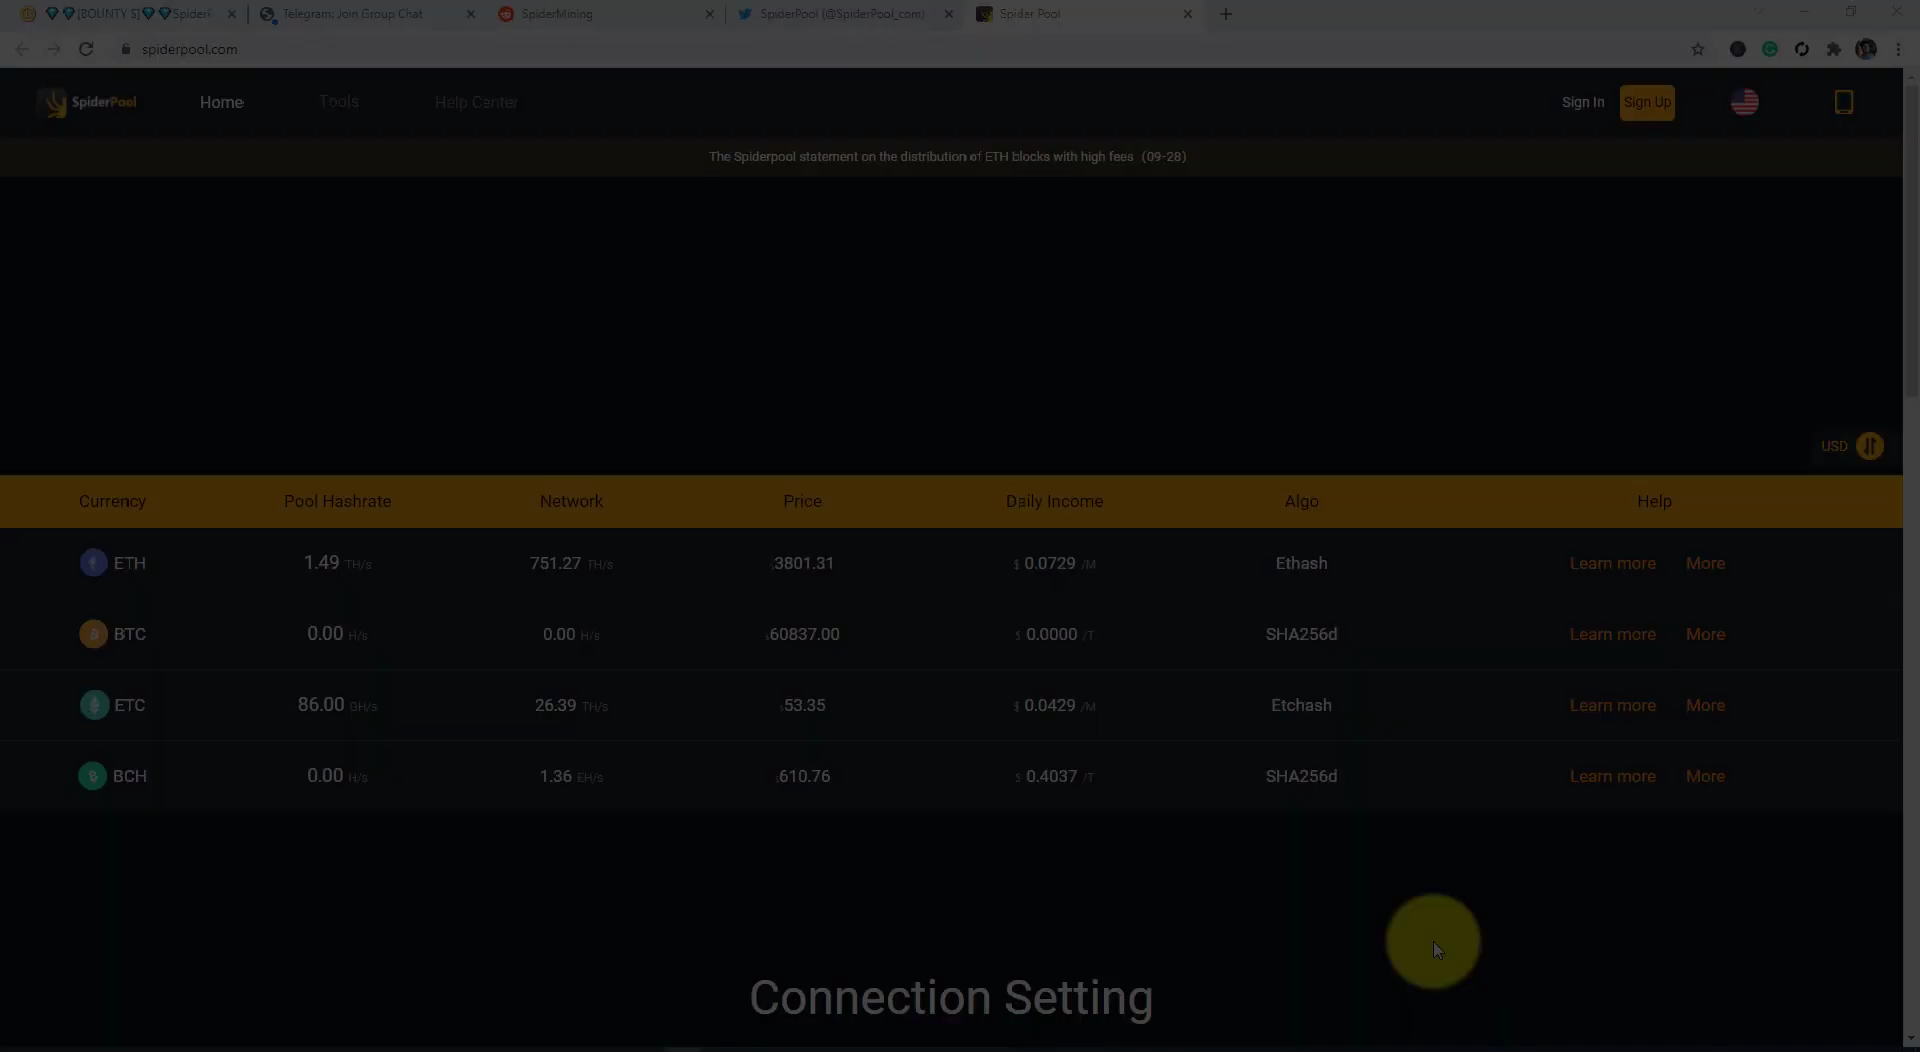 💎💎[BOUNTY $]💎💎Spider
Telegram: Join Group Chat
SpiderMining
SpiderPool (@SpiderPool_com)
Spider Pool
spiderpool.com
SpiderPool
Home
Tools
Help Center
Sign In
Sign Up
The Spiderpool statement on the distribution of ETH blocks with high fees (09-28)
USD
Currency Pool Hashrate Network Price Daily Income Algo Help
ETH 1.49 TH/s 751.27 TH/s $3801.31 $ 0.0729 /M Ethash Learn more More
BTC 0.00 H/s 0.00 H/s $60837.00 $ 0.0000 /T SHA256d Learn more More
ETC 86.00 GH/s 26.39 TH/s $53.35 $ 0.0429 /M Etchash Learn more More
BCH 0.00 H/s 1.36 EH/s $610.76 $ 0.4037 /T SHA256d Learn more More
Connection Setting